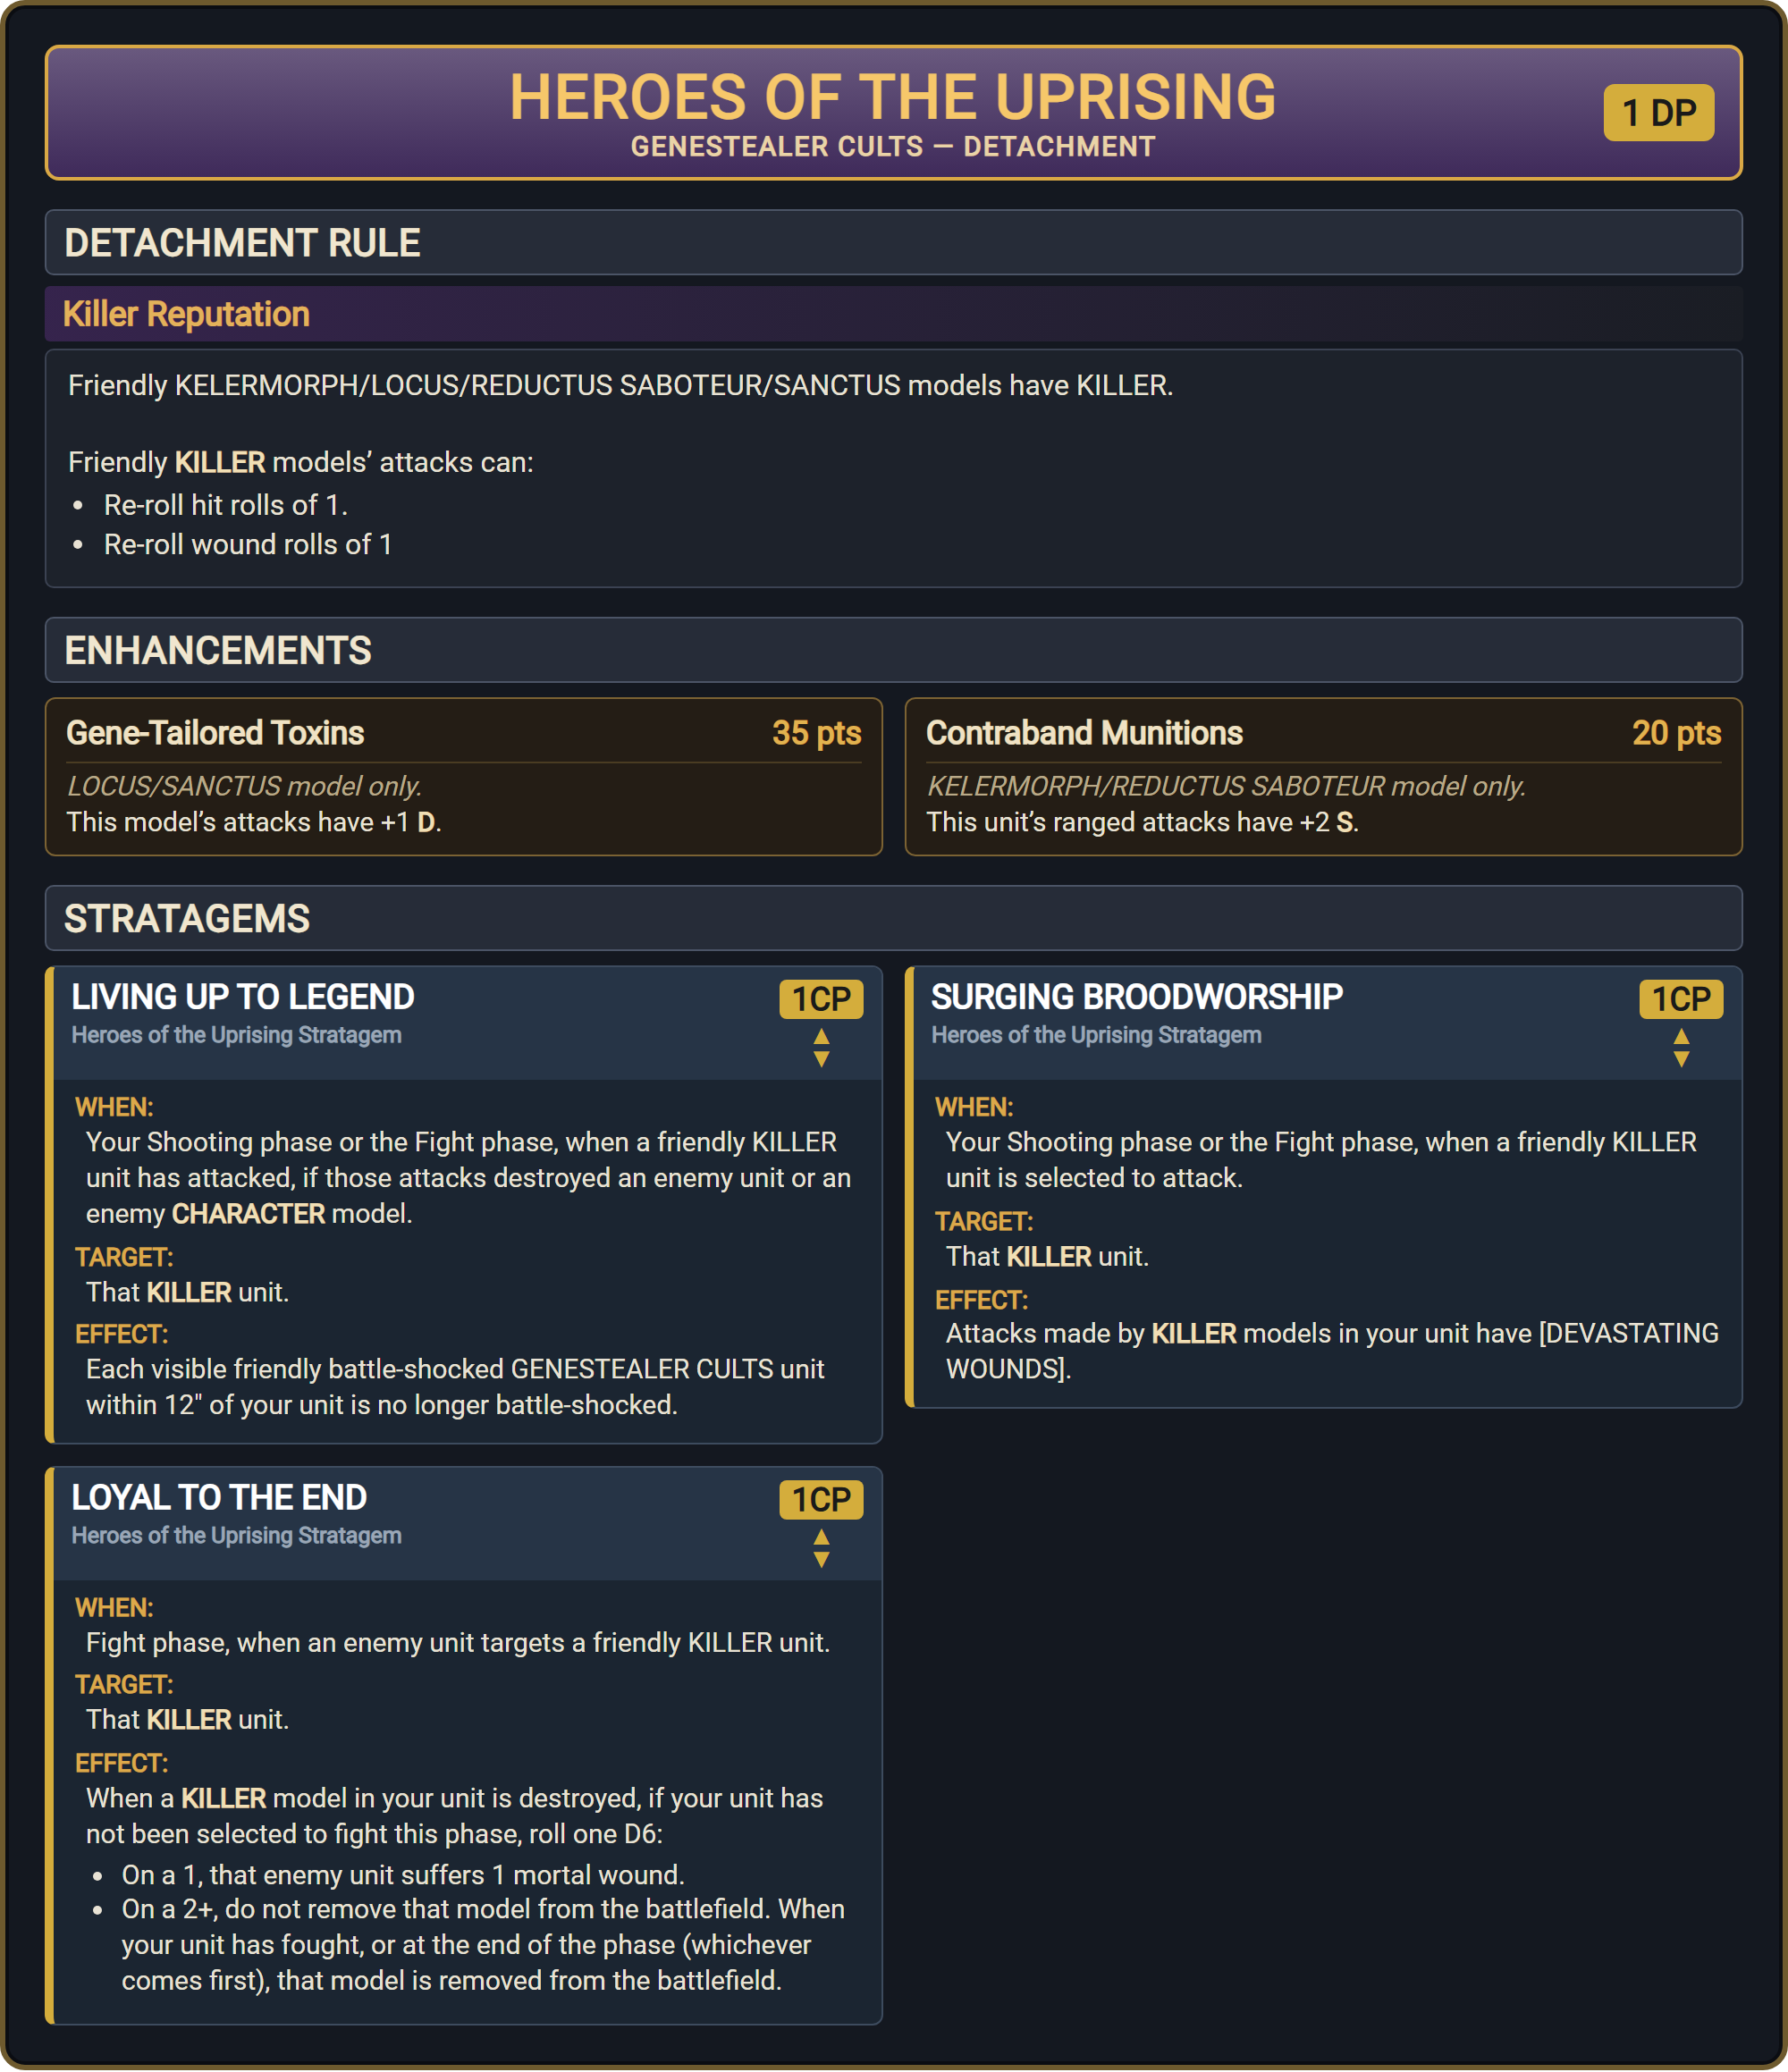 HEROES OF THE UPRISING
GENESTEALER CULTS — DETACHMENT
1 DP
DETACHMENT RULE
Killer Reputation
Friendly KELERMORPH/LOCUS/REDUCTUS SABOTEUR/SANCTUS models have KILLER.
Friendly KILLER models’ attacks can:
• Re-roll hit rolls of 1.
• Re-roll wound rolls of 1
ENHANCEMENTS
Gene-Tailored Toxins 35 pts
LOCUS/SANCTUS model only.
This model’s attacks have +1 D.
Contraband Munitions 20 pts
KELERMORPH/REDUCTUS SABOTEUR model only.
This unit’s ranged attacks have +2 S.
STRATAGEMS
LIVING UP TO LEGEND 1CP
Heroes of the Uprising Stratagem
▲
▼
WHEN:
Your Shooting phase or the Fight phase, when a friendly KILLER
unit has attacked, if those attacks destroyed an enemy unit or an
enemy CHARACTER model.
TARGET:
That KILLER unit.
EFFECT:
Each visible friendly battle-shocked GENESTEALER CULTS unit
within 12" of your unit is no longer battle-shocked.
SURGING BROODWORSHIP 1CP
Heroes of the Uprising Stratagem
▲
▼
WHEN:
Your Shooting phase or the Fight phase, when a friendly KILLER
unit is selected to attack.
TARGET:
That KILLER unit.
EFFECT:
Attacks made by KILLER models in your unit have [DEVASTATING
WOUNDS].
LOYAL TO THE END 1CP
Heroes of the Uprising Stratagem
▲
▼
WHEN:
Fight phase, when an enemy unit targets a friendly KILLER unit.
TARGET:
That KILLER unit.
EFFECT:
When a KILLER model in your unit is destroyed, if your unit has
not been selected to fight this phase, roll one D6:
• On a 1, that enemy unit suffers 1 mortal wound.
• On a 2+, do not remove that model from the battlefield. When
your unit has fought, or at the end of the phase (whichever
comes first), that model is removed from the battlefield.